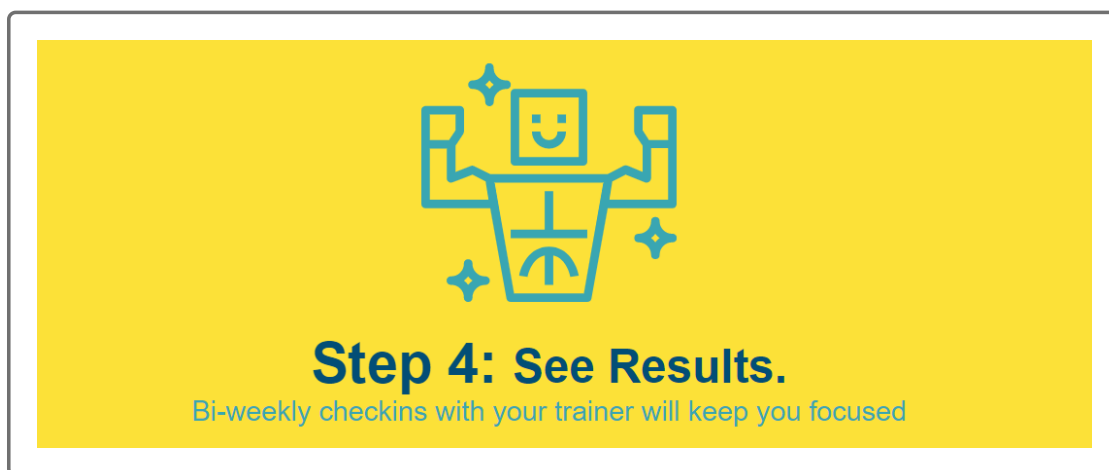 Step 4: See Results.
Bi-weekly checkins with your trainer will keep you focused